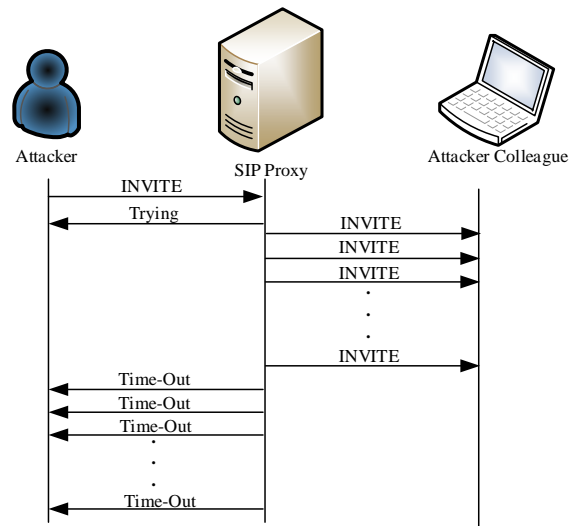 Attacker
SIP Proxy
Attacker Colleague
INVITE
Trying
INVITE
INVITE
INVITE
.
.
.
INVITE
Time-Out
Time-Out
Time-Out
.
.
.
Time-Out